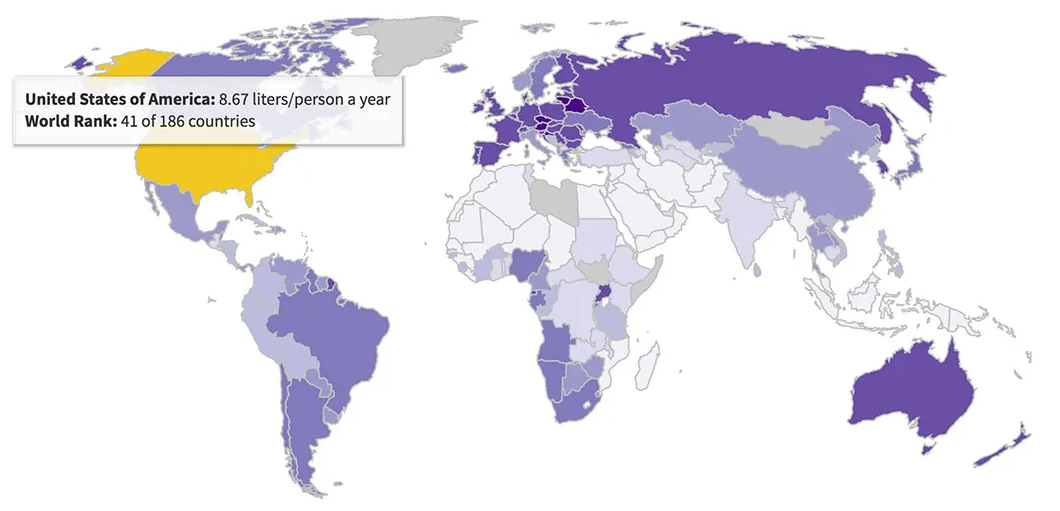 United States of America: 8.67 liters/person a year
World Rank: 41 of 186 countries